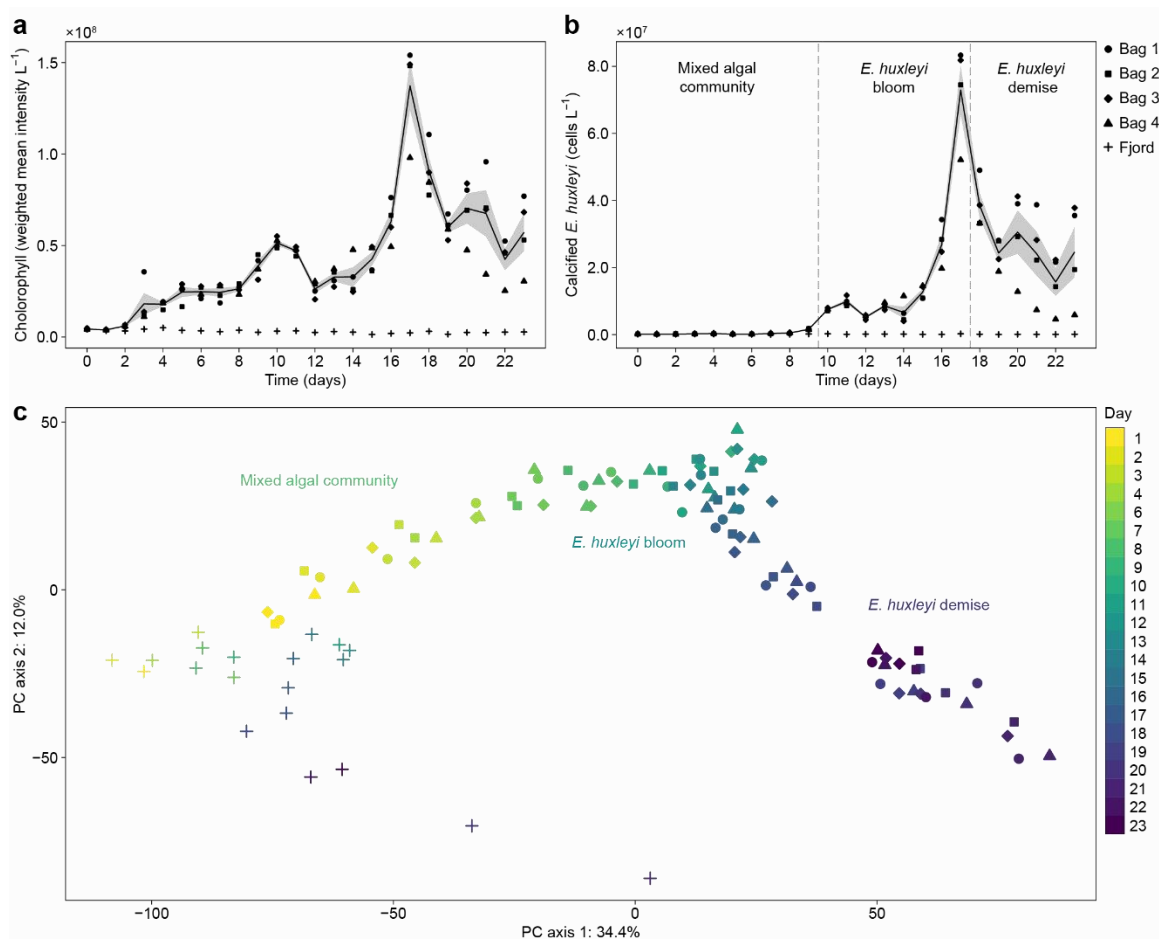 a
×10⁸
Cholorophyll (weighted mean intensity L⁻¹)
1.5
1.0
0.5
0.0
0 2 4 6 8 10 12 14 16 18 20 22
Time (days)
b
×10⁷
Calcified E. huxleyi (cells L⁻¹)
8.0
6.0
4.0
2.0
0.0
Mixed algal
community
E. huxleyi
bloom
E. huxleyi
demise
0 2 4 6 8 10 12 14 16 18 20 22
Time (days)
Bag 1
Bag 2
Bag 3
Bag 4
Fjord
c
PC axis 2: 12.0%
50
0
−50
Mixed algal community
E. huxleyi bloom
E. huxleyi demise
−100 −50 0 50
PC axis 1: 34.4%
Day
1
2
4
6
7
8
9
10
11
12
13
14
15
16
17
18
19
20
21
22
23